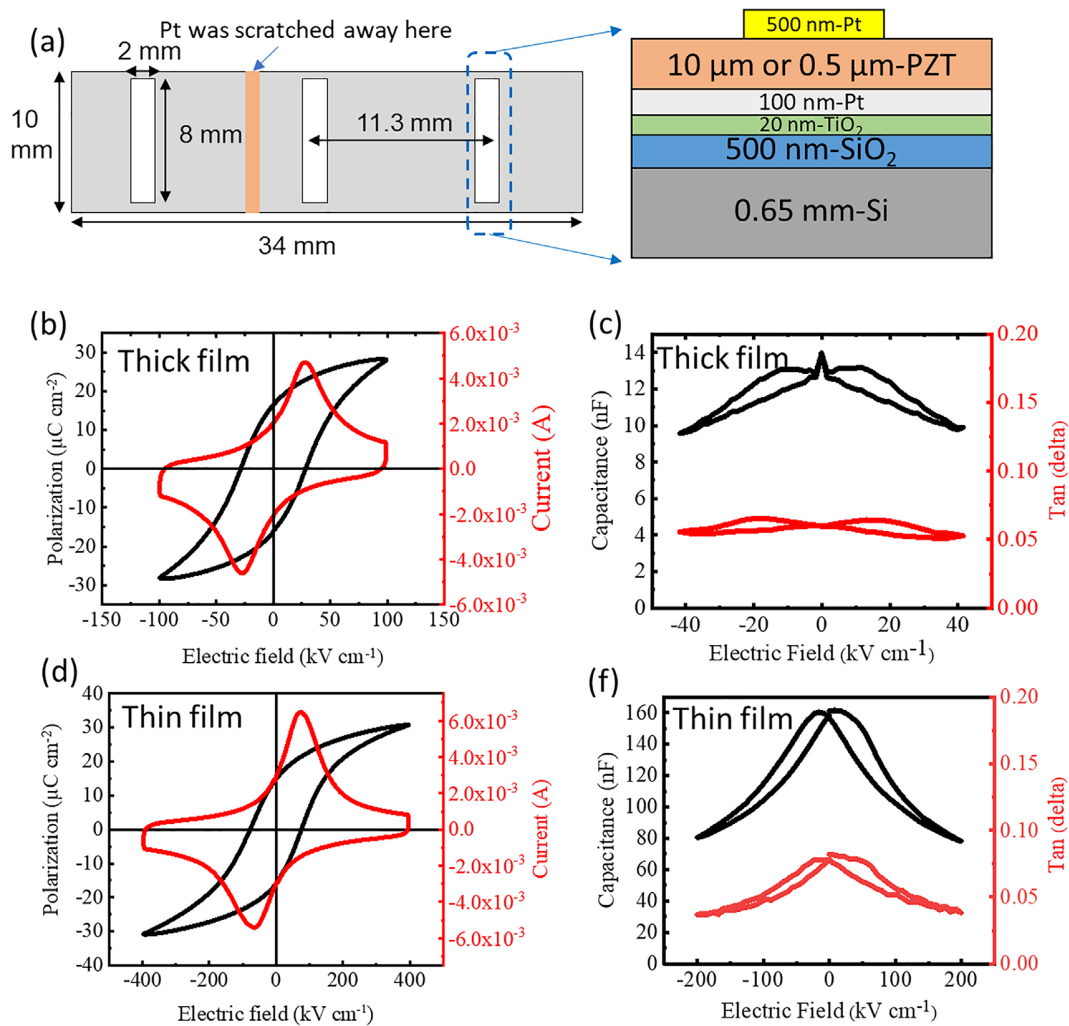 (a)
Pt was scratched away here
2 mm
10
mm
8 mm
11.3 mm
34 mm
500 nm-Pt
10 µm or 0.5 µm-PZT
100 nm-Pt
20 nm-TiO2
500 nm-SiO2
0.65 mm-Si
(b)
Thick film
Polarization (µC cm-2)
30
20
10
0
-10
-20
-30
-150
-100
-50
0
50
100
150
Electric field (kV cm-1)
6.0x10-3
4.0x10-3
2.0x10-3
0.0
-2.0x10-3
-4.0x10-3
-6.0x10-3
Current (A)
(c)
Thick film
Capacitance (nF)
14
12
10
8
6
4
2
0
-40
-20
0
20
40
Electric Field (kV cm-1)
0.20
0.15
0.10
0.05
0.00
Tan (delta)
(d)
Thin film
Polarization (µC cm-2)
40
30
20
10
0
-10
-20
-30
-40
-400
-200
0
200
400
Electric field (kV cm-1)
6.0x10-3
4.0x10-3
2.0x10-3
0.0
-2.0x10-3
-4.0x10-3
-6.0x10-3
Current (A)
(f)
Thin film
Capacitance (nF)
160
140
120
100
80
60
40
20
0
-200
-100
0
100
200
Electric Field (kV cm-1)
0.20
0.15
0.10
0.05
0.00
Tan (delta)